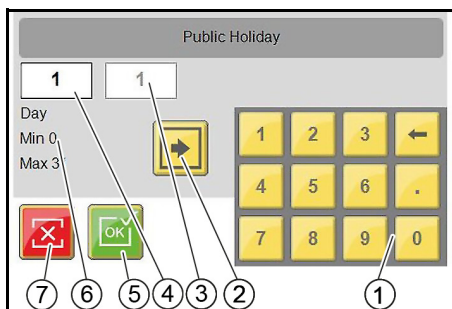 Public Holiday
1 1
Day
Min 0
Max 3
1 2 3 ←
4 5 6 .
7 8 9 0
OK
7 6 5 4 3 2 1